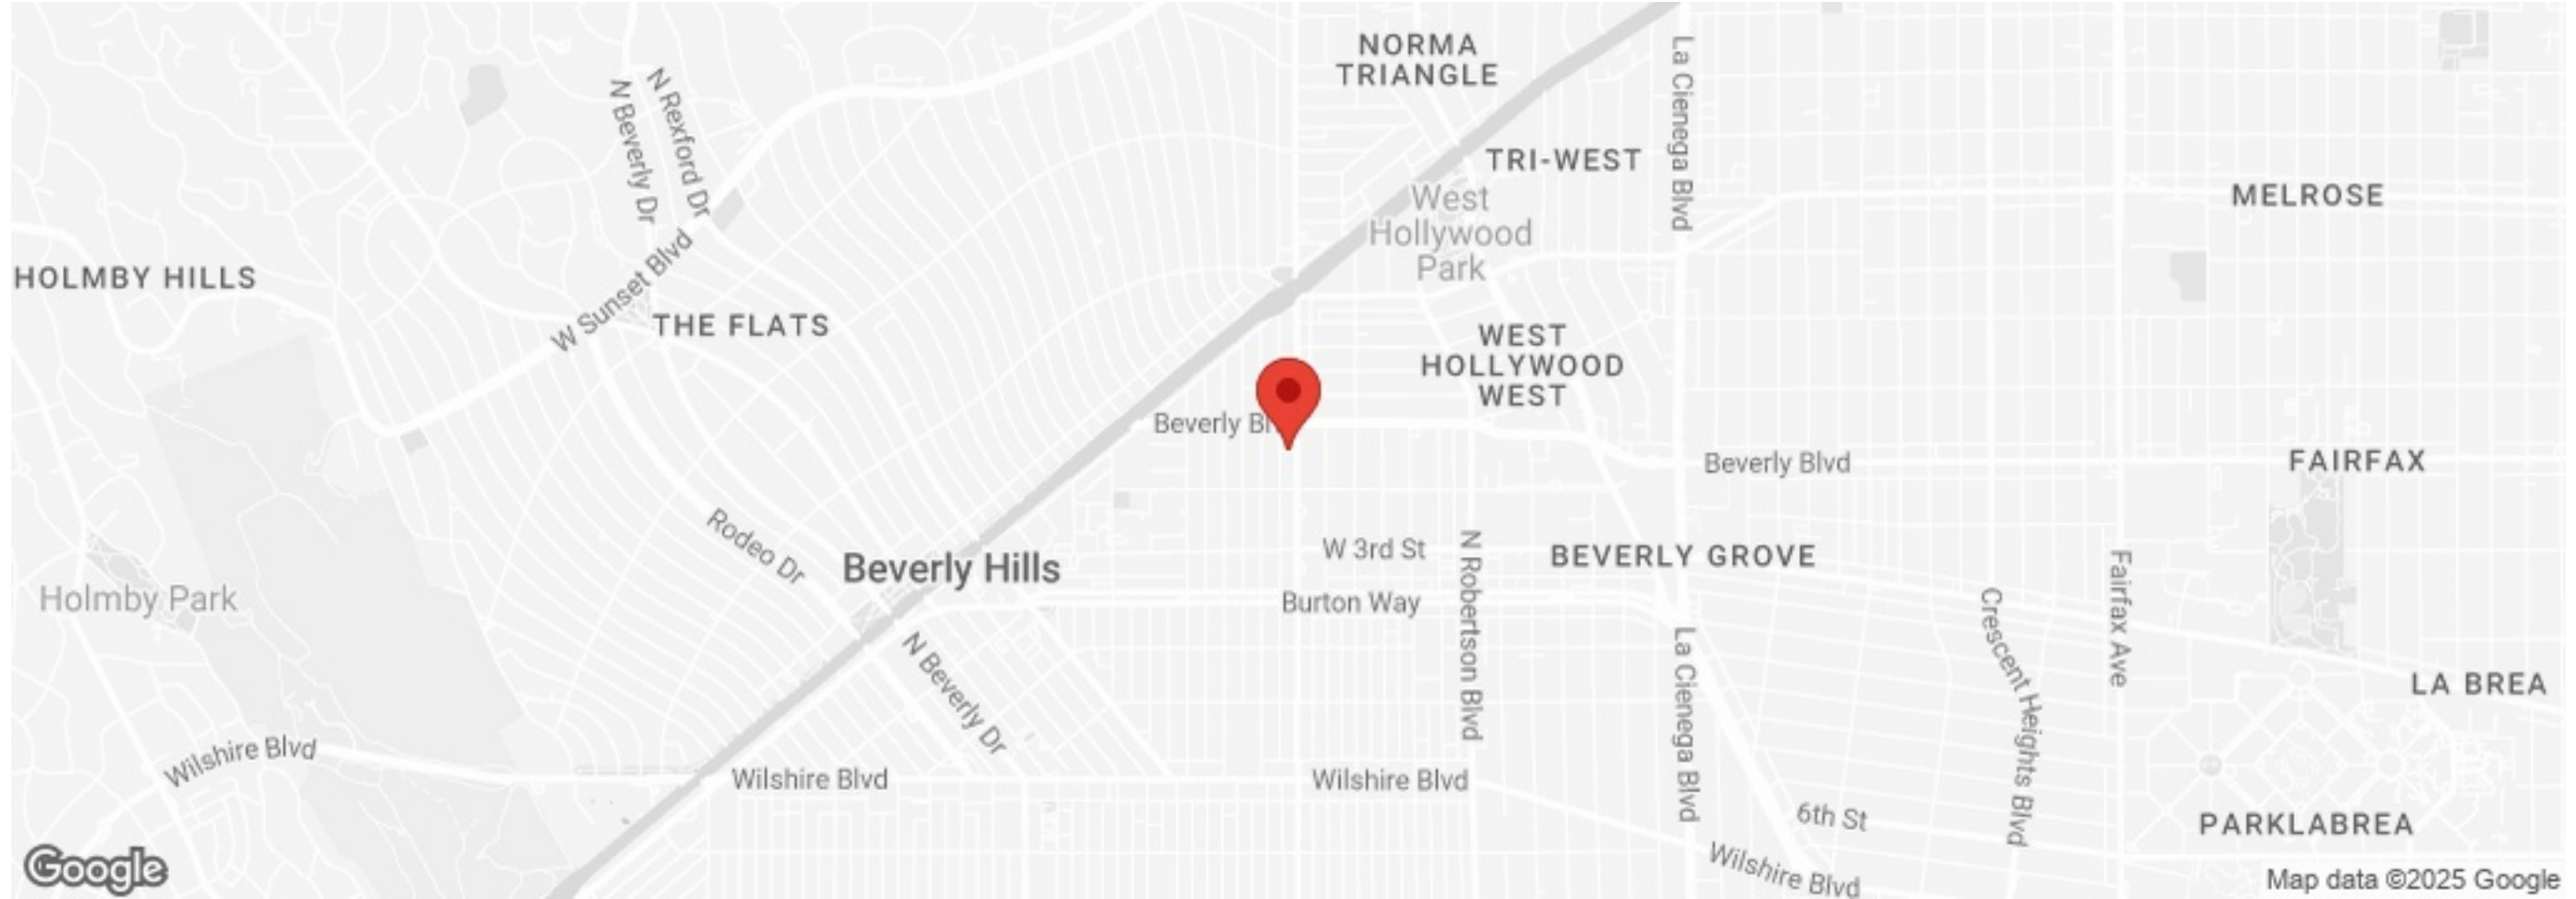 NORMA
TRIANGLE
La Cienega Blvd
N Rexford Dr
N Beverly Dr
TRI-WEST
West
Hollywood
Park
MELROSE
HOLMBY HILLS
W Sunset Blvd
THE FLATS
WEST
HOLLYWOOD
WEST
Beverly
Beverly Blvd
FAIRFAX
Rodeo Dr
Beverly Hills
W 3rd St
N Robertson Blvd
BEVERLY GROVE
Fairfax Ave
Holmby Park
Burton Way
Crescent Heights Blvd
N Beverly Dr
La Cienega Blvd
LA BREA
Wilshire Blvd
Wilshire Blvd
Wilshire Blvd
6th St
PARKLABREA
Wilshire Blvd
Google
Map data ©2025 Google